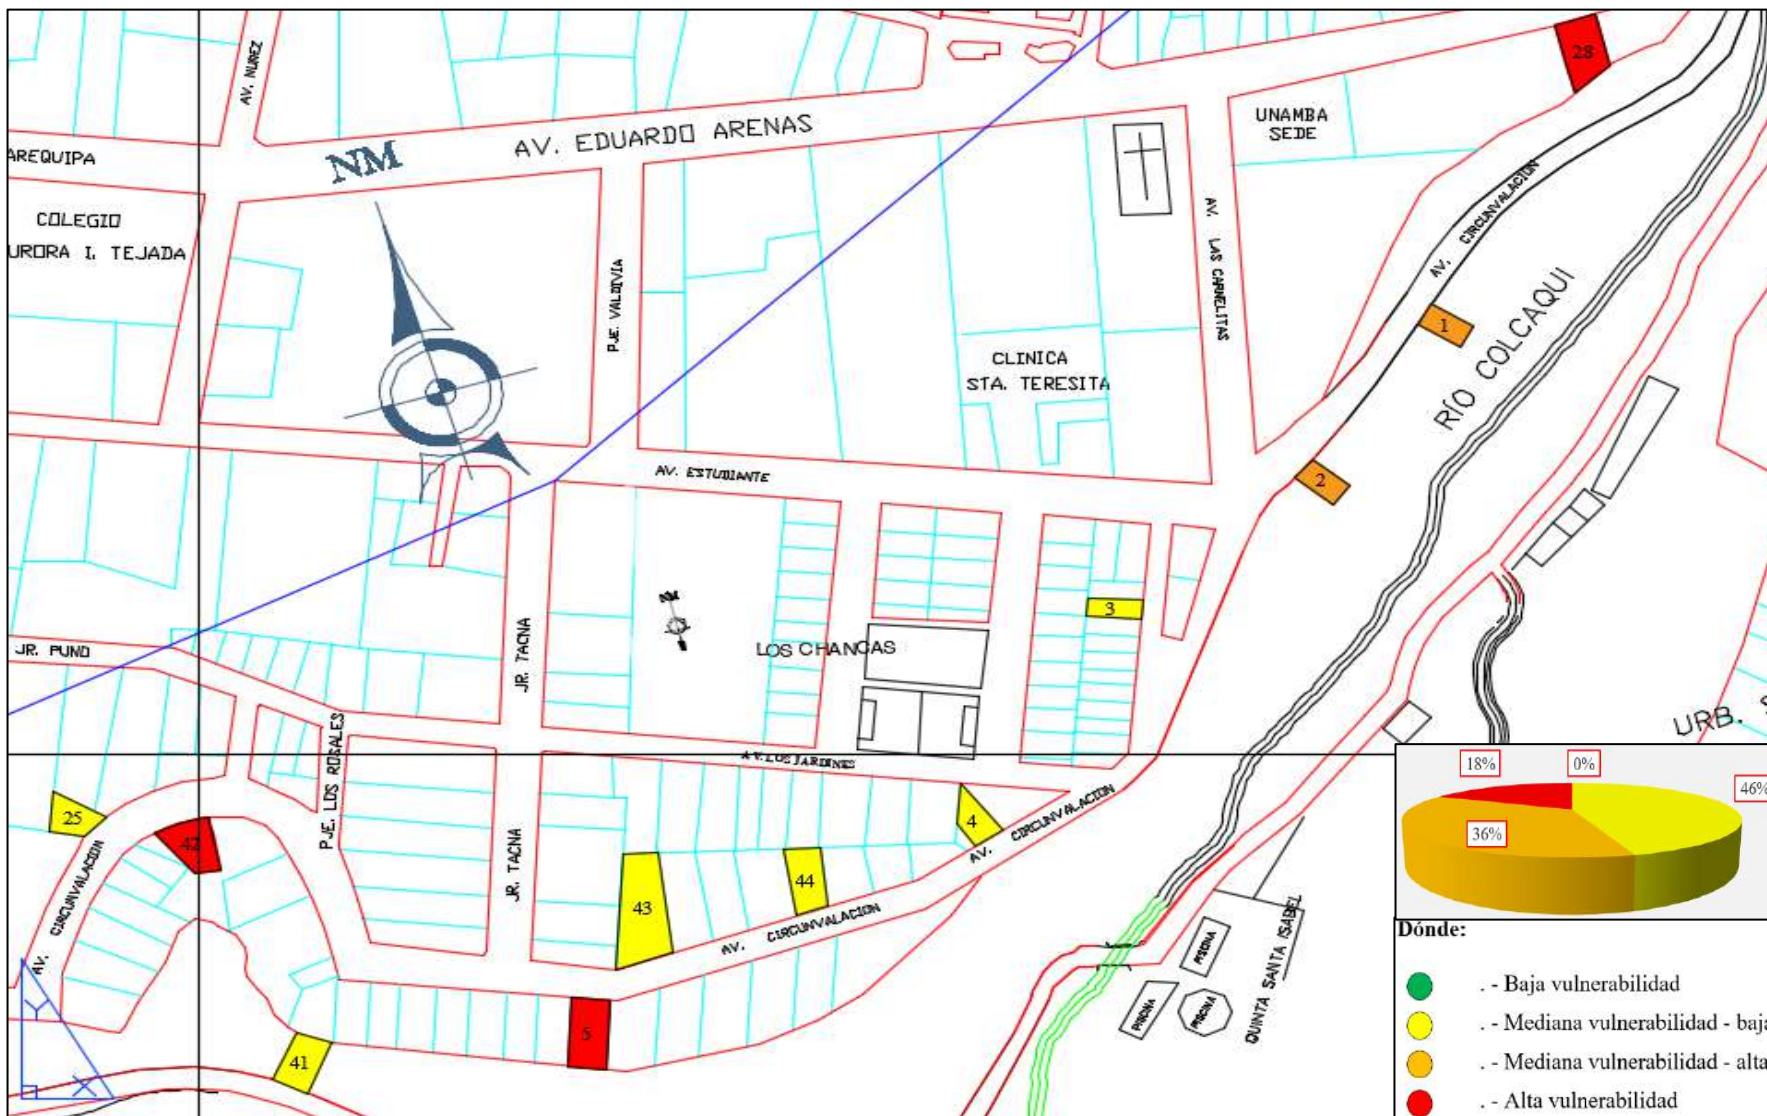 28
AV. NUÑEZ
UNAMBA
SEDE
AV. EDUARDO ARENAS
AREQUIPA
NM
COLEGIO
URORA I. TEJADA
AV. LAS CARMELITAS
AV. CIRCUNVALACION
PJE. VALDIVIA
1
RÍO COLCAQUI
CLINICA
STA. TERESITA
AV. ESTUDIANTE
2
NM
3
JR. TACNA
LOS CHANCAS
JR. PUNO
PJE. LOS ROSALES
URB. S
AV. LOS JARDINES
18%
0%
46%
36%
25
42
4
AV. CIRCUNVALACION
AV. CIRCUNVALACION
JR. TACNA
44
43
AV. CIRCUNVALACION
PISCINA
PISCINA
PISCINA
QUINTA SANTA ISABEL
5
41
Y
X
Dónde:
. - Baja vulnerabilidad
. - Mediana vulnerabilidad - baja
. - Mediana vulnerabilidad - alta
. - Alta vulnerabilidad